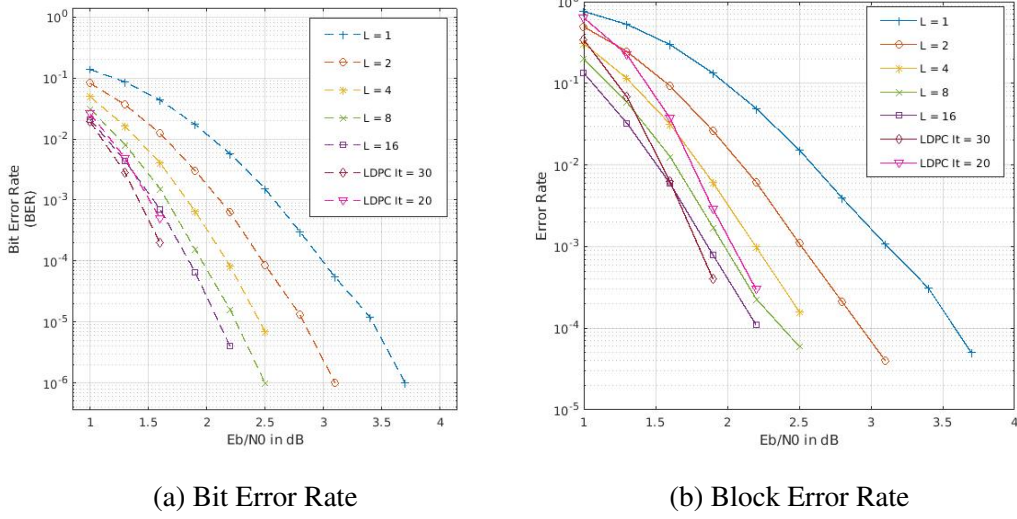 10^0
10^-1
10^-2
10^-3
10^-4
10^-5
10^-6
Bit Error Rate
(BER)
1
1.5
2
2.5
3
3.5
4
Eb/N0 in dB
L = 1
L = 2
L = 4
L = 8
L = 16
LDPC It = 30
LDPC It = 20
(a) Bit Error Rate
10^0
10^-1
10^-2
10^-3
10^-4
10^-5
Error Rate
1
1.5
2
2.5
3
3.5
4
Eb/N0 in dB
L = 1
L = 2
L = 4
L = 8
L = 16
LDPC It = 30
LDPC It = 20
(b) Block Error Rate